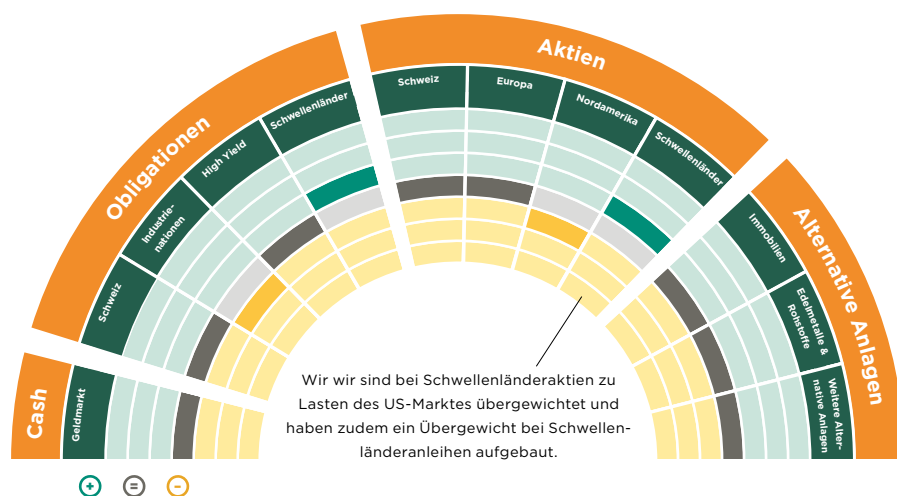 Cash
Geldmarkt
Obligationen
Schweiz
Industrie-
nationen
High Yield
Schwellenländer
Aktien
Schweiz
Europa
Nordamerika
Schwellenländer
Alternative Anlagen
Immobilien
Edelmetalle &
Rohstoffe
Weitere Alter-
native Anlagen
Wir wir sind bei Schwellenländeraktien zu
Lasten des US-Marktes übergewichtet und
haben zudem ein Übergewicht bei Schwellen-
länderanleihen aufgebaut.
+ = −